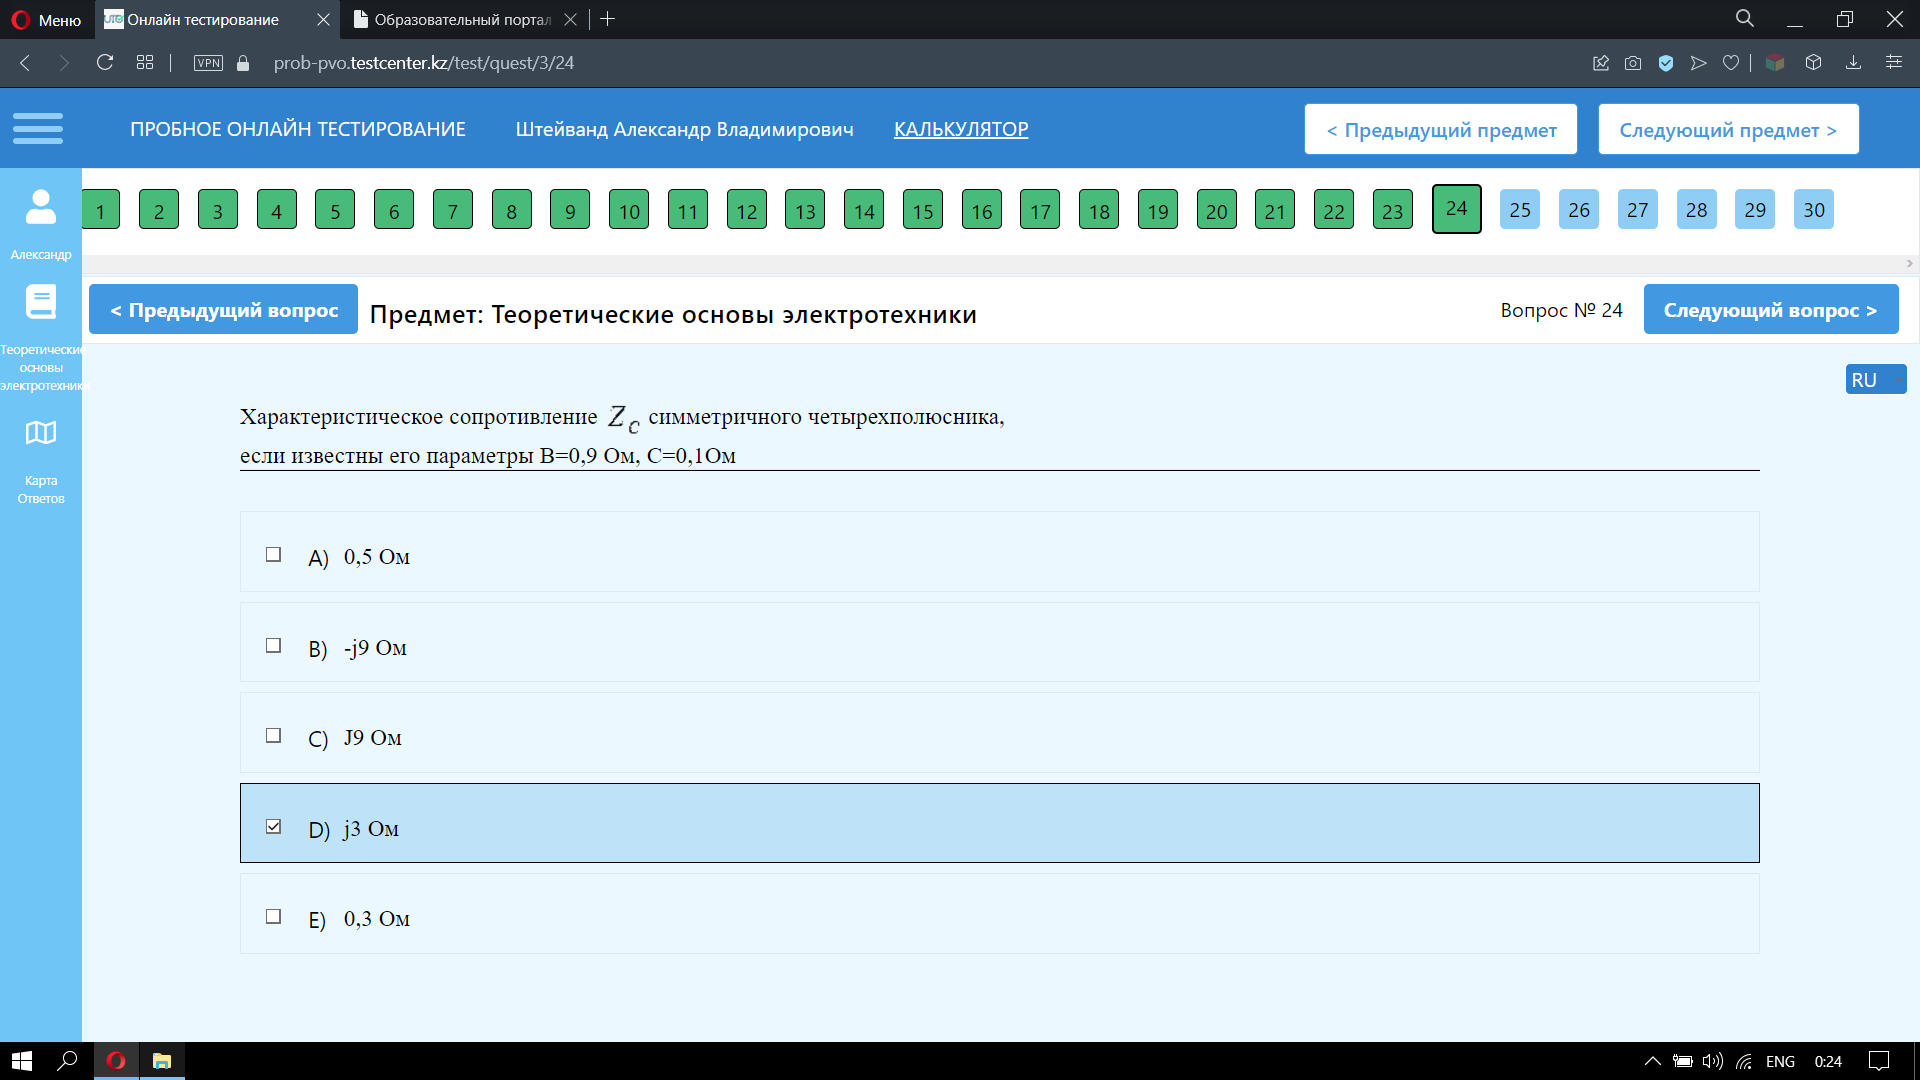 Меню
Онлайн тестирование
Образовательный портал
VPN
prob-pvo.testcenter.kz/test/quest/3/24
ПРОБНОЕ ОНЛАЙН ТЕСТИРОВАНИЕ
Штейванд Александр Владимирович
КАЛ�ькУЛЯТОР
< Предыдущий предмет
Следующий предмет >
1 2 3 4 5 6 7 8 9 10 11 12 13 14 15 16 17 18 19 20 21 22 23 24 25 26 27 28 29 30
Александр
< Предыдущий вопрос
Предмет: Теоретические основы электротехники
Вопрос № 24
Следующий вопрос >
Теоретические
основы
электротехники
RU
Характеристическое сопротивление Z_c симметричного четырехполюсника,
если известны его параметры B=0,9 Ом, C=0,1Ом
Карта
Ответов
A) 0,5 Ом
B) -j9 Ом
C) J9 Ом
D) j3 Ом
E) 0,3 Ом
ENG
0:24